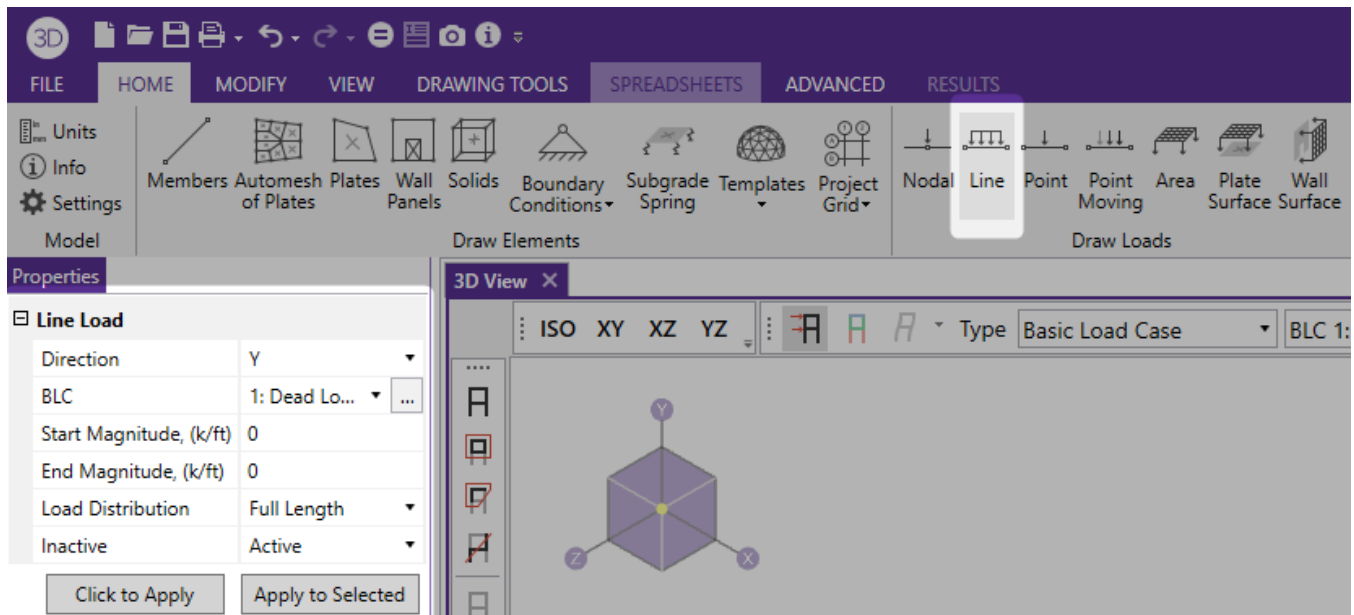 3D
FILE HOME MODIFY VIEW DRAWING TOOLS SPREADSHEETS ADVANCED RESULTS
Units
Info
Settings
Model
Members
Automesh
of Plates
Plates
Wall
Panels
Solids
Boundary
Conditions
Subgrade
Spring
Templates
Project
Grid
Draw Elements
Nodal
Line
Point
Point
Moving
Area
Plate
Surface
Wall
Surface
Draw Loads
Properties
Line Load
Direction Y
BLC 1: Dead Lo... ...
Start Magnitude, (k/ft) 0
End Magnitude, (k/ft) 0
Load Distribution Full Length
Inactive Active
Click to Apply Apply to Selected
3D View
ISO XY XZ YZ Type Basic Load Case BLC 1:
Y
Z X